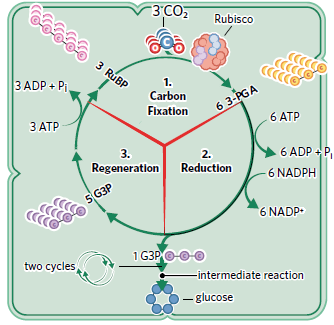 3 CO₂
Rubisco
3 RuBP
1.
Carbon
Fixation
6 3-PGA
3 ADP + Pi
3 ATP
6 ATP
6 ADP + Pi
6 NADPH
6 NADP+
3.
Regeneration
2.
Reduction
5 G3P
1 G3P
two cycles
intermediate reaction
glucose